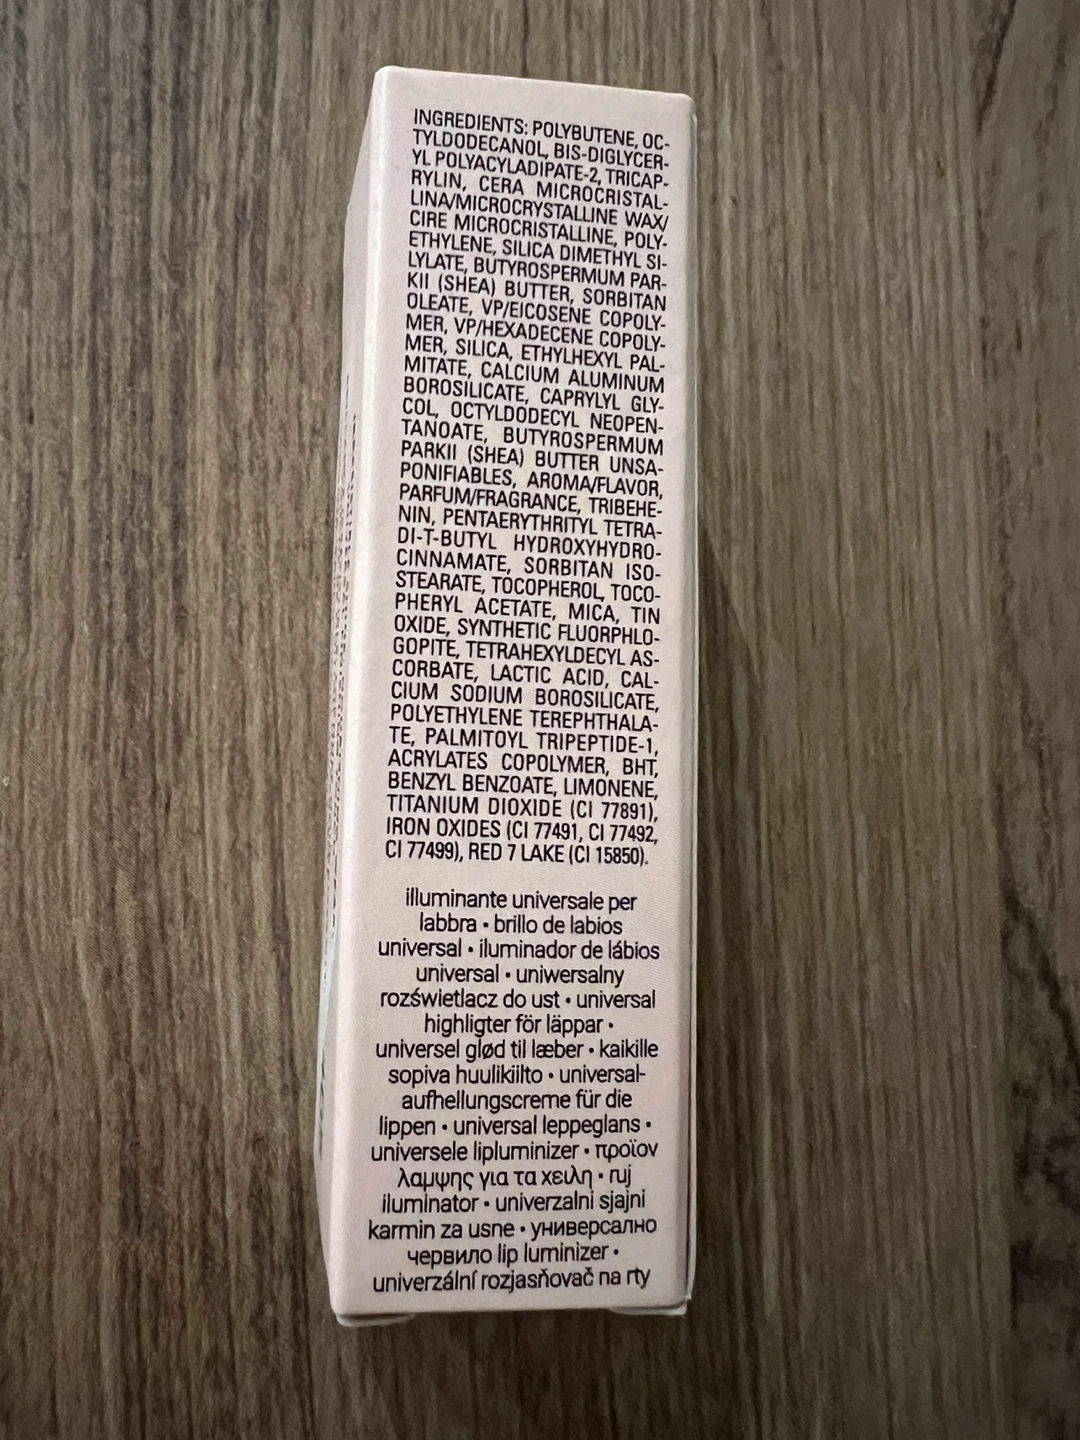 INGREDIENTS: POLYBUTENE, OC-
TYLDODECANOL, BIS-DIGLYCER-
YL POLYACYLADIPATE-2, TRICAP-
RYLIN, CERA MICROCRISTAL-
LINA/MICROCRYSTALLINE WAX/
CIRE MICROCRISTALLINE, POLY-
ETHYLENE, SILICA DIMETHYL SI-
LYLATE, BUTYROSPERMUM PAR-
KII (SHEA) BUTTER, SORBITAN
OLEATE, VP/EICOSENE COPOLY-
MER, VP/HEXADECENE COPOLY-
MER, SILICA, ETHYLHEXYL PAL-
MITATE, CALCIUM ALUMINUM
BOROSILICATE, CAPRYLYL GLY-
COL, OCTYLDODECYL NEOPEN-
TANOATE, BUTYROSPERMUM
PARKII (SHEA) BUTTER UNSA-
PONIFIABLES, AROMA/FLAVOR,
PARFUM/FRAGRANCE, TRIBEHE-
NIN, PENTAERYTHRITYL TETRA-
DI-T-BUTYL HYDROXYHYDRO-
CINNAMATE, SORBITAN ISO-
STEARATE, TOCOPHEROL, TOCO-
PHERYL ACETATE, MICA, TIN
OXIDE, SYNTHETIC FLUORPHLO-
GOPITE, TETRAHEXYLDECYL AS-
CORBATE, LACTIC ACID, CAL-
CIUM SODIUM BOROSILICATE,
POLYETHYLENE TEREPHTHALA-
TE, PALMITOYL TRIPEPTIDE-1,
ACRYLATES COPOLYMER, BHT,
BENZYL BENZOATE, LIMONENE,
TITANIUM DIOXIDE (CI 77891),
IRON OXIDES (CI 77491, CI 77492,
CI 77499), RED 7 LAKE (CI 15850).
illuminante universale per
labbra • brillo de labios
universal • iluminador de lábios
universal • uniwersalny
rozświetlacz do ust • universal
highligter för läppar •
universel glød til læber • kaikille
sopiva huulikiilto • universal-
aufhellungscreme für die
lippen • universal leppeglans •
universele lipluminizer • προϊον
λαμψης για τα χειλη • ruj
iluminator • univerzalni sjajni
karmin za usne • универсално
червило lip luminizer •
univerzální rozjasňovač na rty